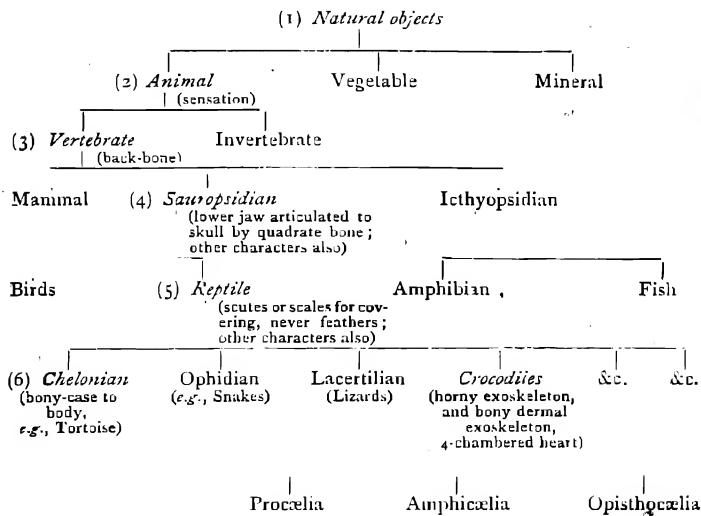 (1) Natural objects
(2) Animal Vegetable Mineral
(sensation)
(3) Vertebrate Invertebrate
(back-bone)
Mammal (4) Sauropsidian Icthyopsidian
(lower jaw articulated to
skull by quadrate bone;
other characters also)
Birds (5) Reptile Amphibian, Fish
(scutes or scales for cov-
ering, never feathers;
other characters also)
(6) Chelonian Ophidian Lacertilian Crocodiles &c. &c.
(bony-case to (e.g., Snakes) (Lizards) (horny exoskeleton,
body, and bony dermal
e.g., Tortoise) exoskeleton,
4-chambered heart)
Procælia Amphicælia Opisthocælia